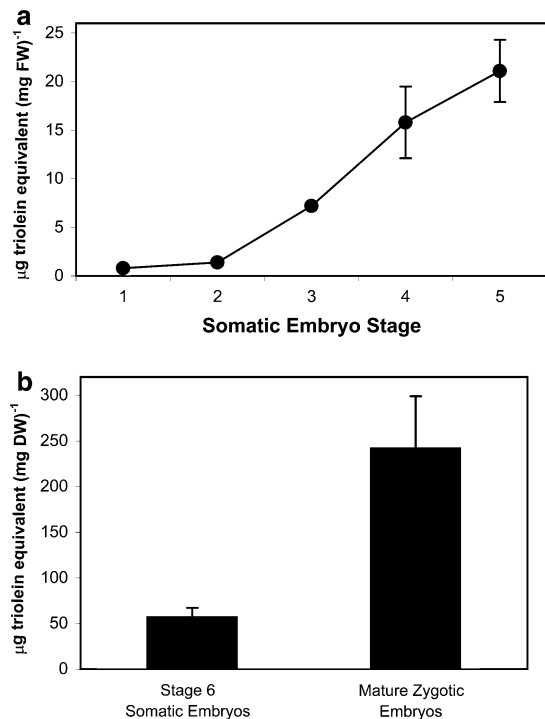 a
µg triolein equivalent (mg FW)⁻¹
25
20
15
10
5
0
1 2 3 4 5
Somatic Embryo Stage
b
µg triolein equivalent (mg DW)⁻¹
300
250
200
150
100
50
0
Stage 6
Somatic Embryos
Mature Zygotic
Embryos